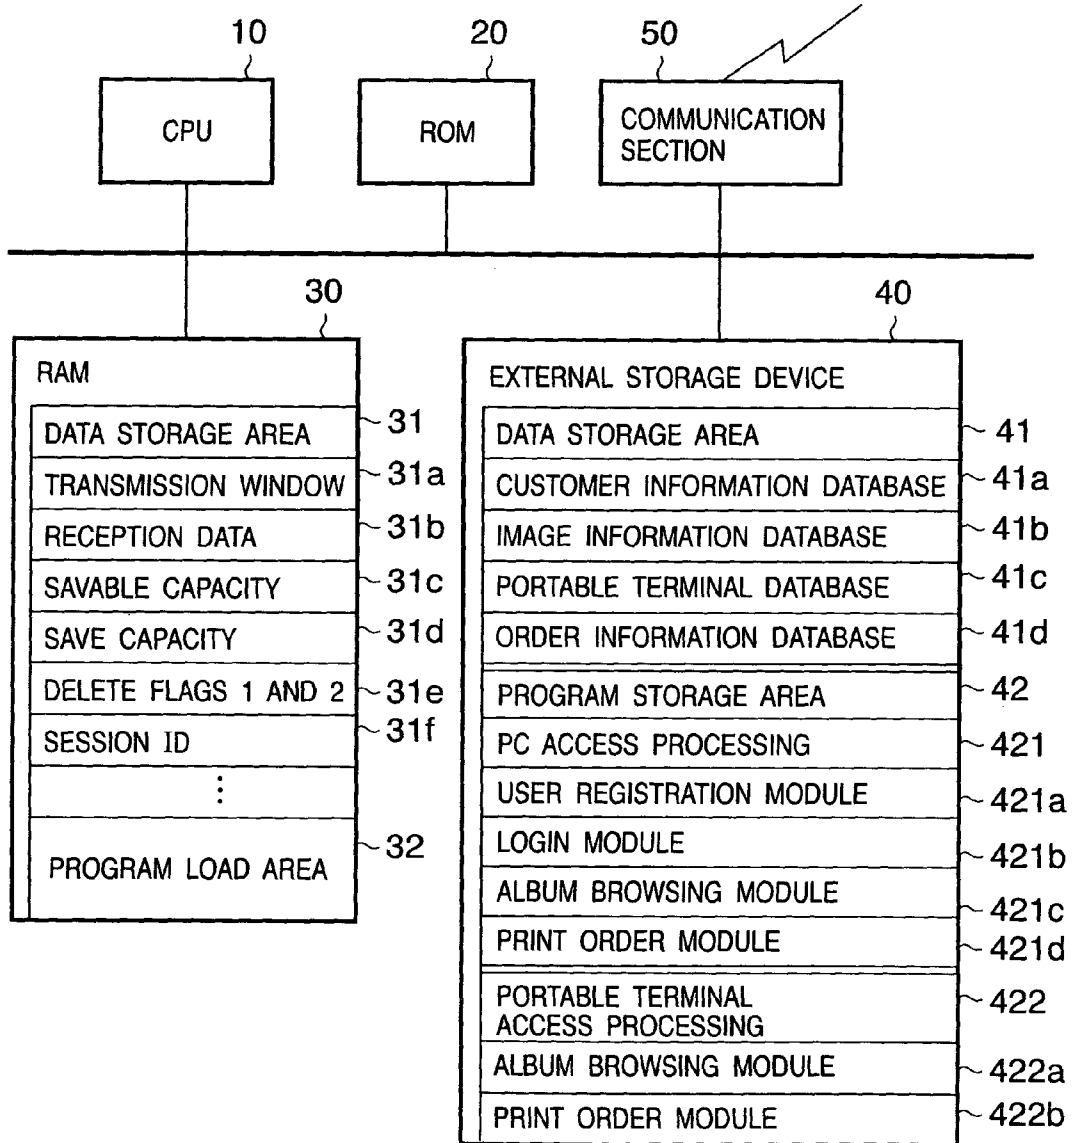 10
20
50
CPU
ROM
COMMUNICATION
SECTION
30
40
RAM
DATA STORAGE AREA 31
TRANSMISSION WINDOW 31a
RECEPTION DATA 31b
SAVABLE CAPACITY 31c
SAVE CAPACITY 31d
DELETE FLAGS 1 AND 2 31e
SESSION ID 31f
⋮
PROGRAM LOAD AREA 32
EXTERNAL STORAGE DEVICE
DATA STORAGE AREA 41
CUSTOMER INFORMATION DATABASE 41a
IMAGE INFORMATION DATABASE 41b
PORTABLE TERMINAL DATABASE 41c
ORDER INFORMATION DATABASE 41d
PROGRAM STORAGE AREA 42
PC ACCESS PROCESSING 421
USER REGISTRATION MODULE 421a
LOGIN MODULE 421b
ALBUM BROWSING MODULE 421c
PRINT ORDER MODULE 421d
PORTABLE TERMINAL 422
ACCESS PROCESSING
ALBUM BROWSING MODULE 422a
PRINT ORDER MODULE 422b